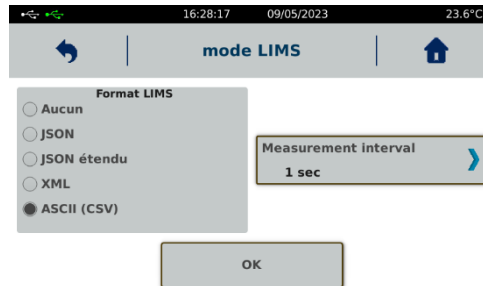 16:28:17 09/05/2023 23.6°C
mode LIMS
Format LIMS
Aucun
JSON
JSON étendu
XML
ASCII (CSV)
Measurement interval
1 sec
OK